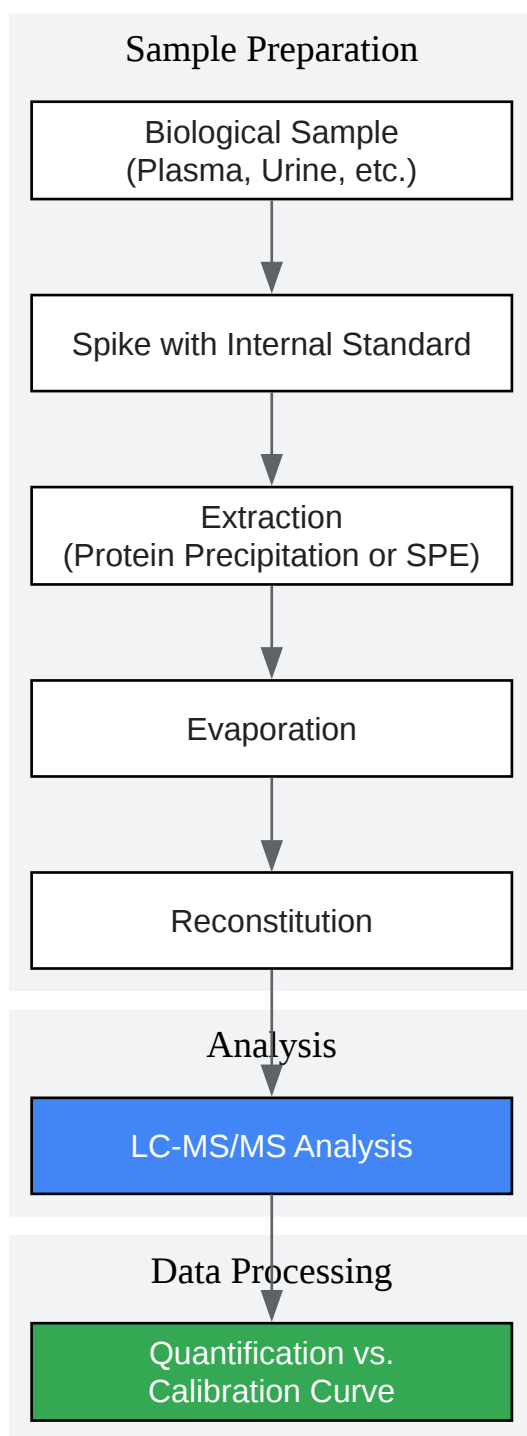 Sample Preparation
Biological Sample
(Plasma, Urine, etc.)
Spike with Internal Standard
Extraction
(Protein Precipitation or SPE)
Evaporation
Reconstitution
Analysis
LC-MS/MS Analysis
Data Processing
Quantification vs.
Calibration Curve